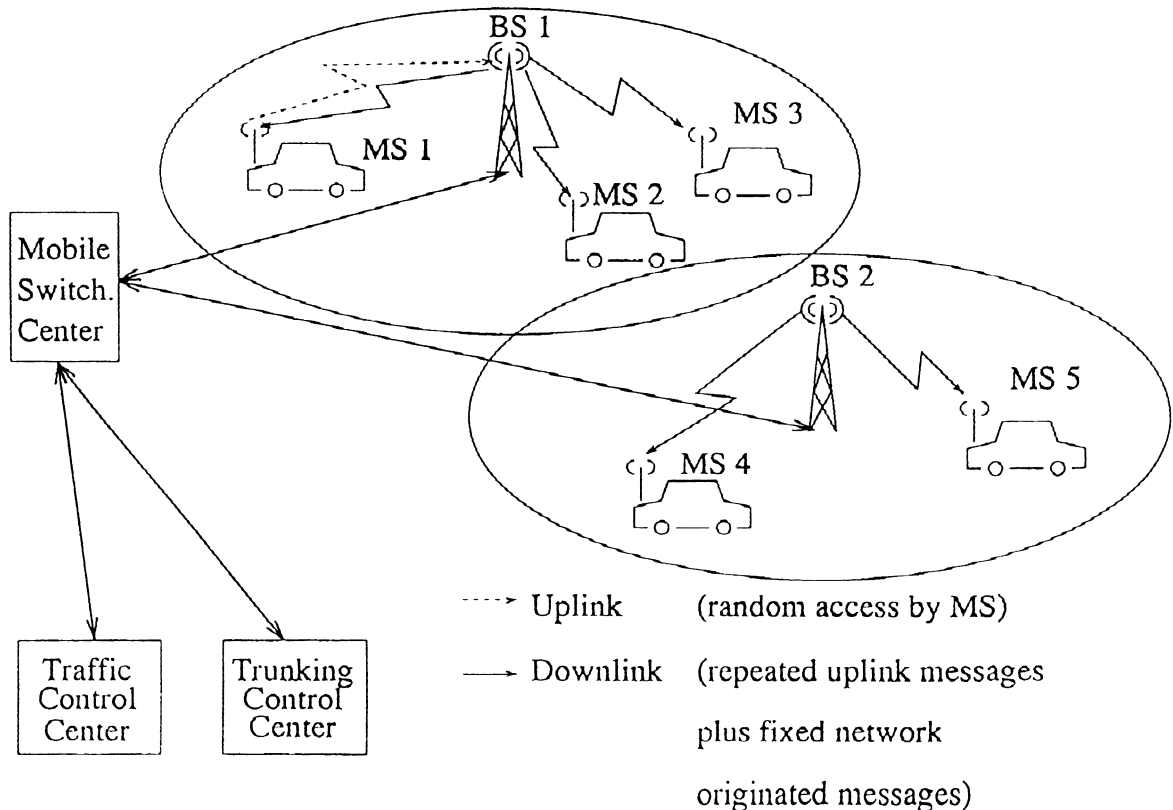 BS 1
MS 3
MS 1
MS 2
Mobile
Switch.
Center
BS 2
MS 5
MS 4
Uplink (random access by MS)
Downlink (repeated uplink messages
plus fixed network
originated messages)
Traffic
Control
Center
Trunking
Control
Center